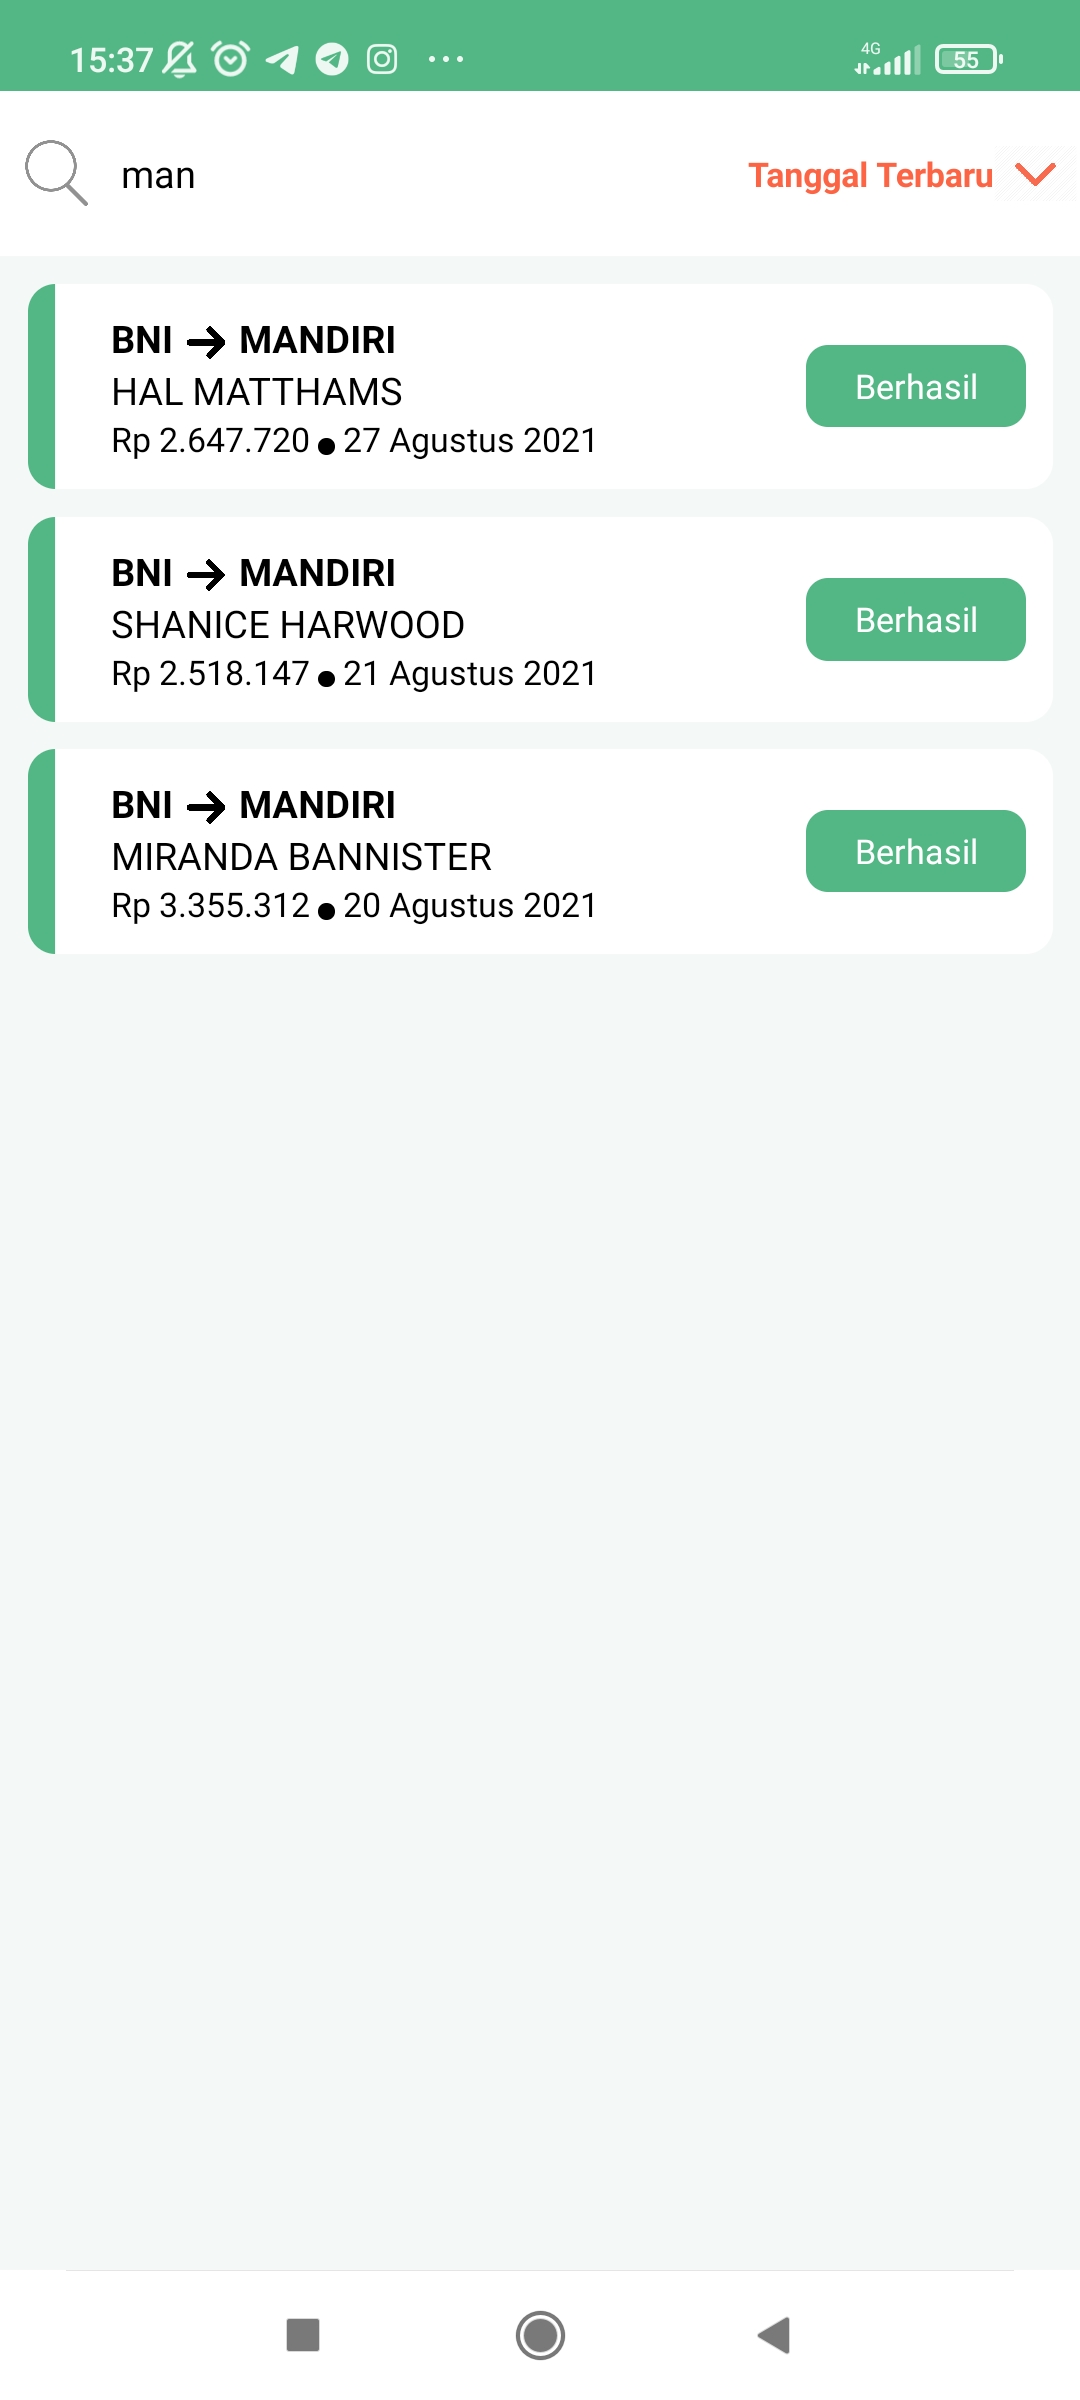 15:37 4G 55
man Tanggal Terbaru
BNI → MANDIRI
HAL MATTHAMS
Rp 2.647.720 ● 27 Agustus 2021
Berhasil
BNI → MANDIRI
SHANICE HARWOOD
Rp 2.518.147 ● 21 Agustus 2021
Berhasil
BNI → MANDIRI
MIRANDA BANNISTER
Rp 3.355.312 ● 20 Agustus 2021
Berhasil